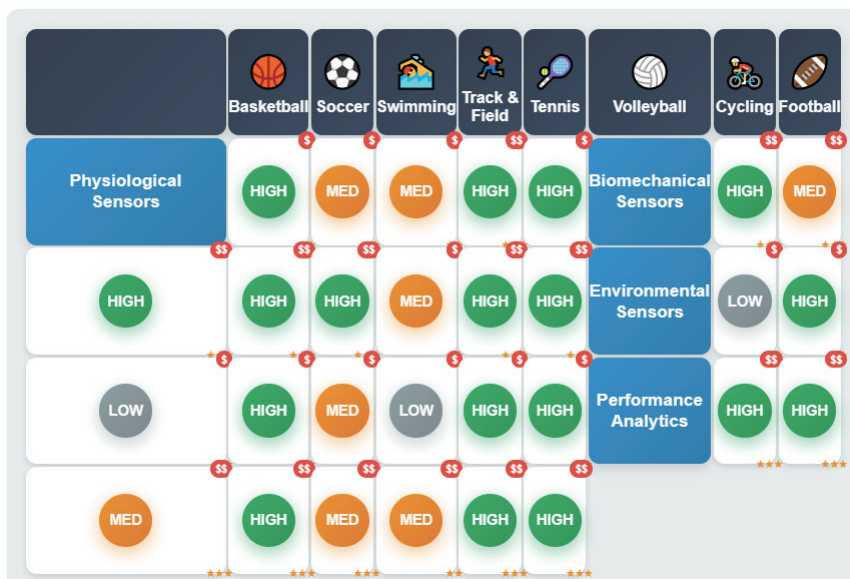 Basketball
Soccer
Swimming
Track &
Field
Tennis
Volleyball
Cycling
Football
Physiological
Sensors
$
HIGH
$
MED
$
MED
$$
HIGH
$
HIGH
Biomechanical
Sensors
$$
HIGH
$$
MED
$$
HIGH
$$
HIGH
$$
HIGH
$
MED
$$
HIGH
$$
HIGH
Environmental
Sensors
$
LOW
$
HIGH
$
LOW
$
HIGH
$
MED
$
LOW
$
HIGH
$
HIGH
Performance
Analytics
$$
HIGH
$$
HIGH
$$
MED
$$
HIGH
$$
MED
$$
MED
$$
HIGH
$$
HIGH